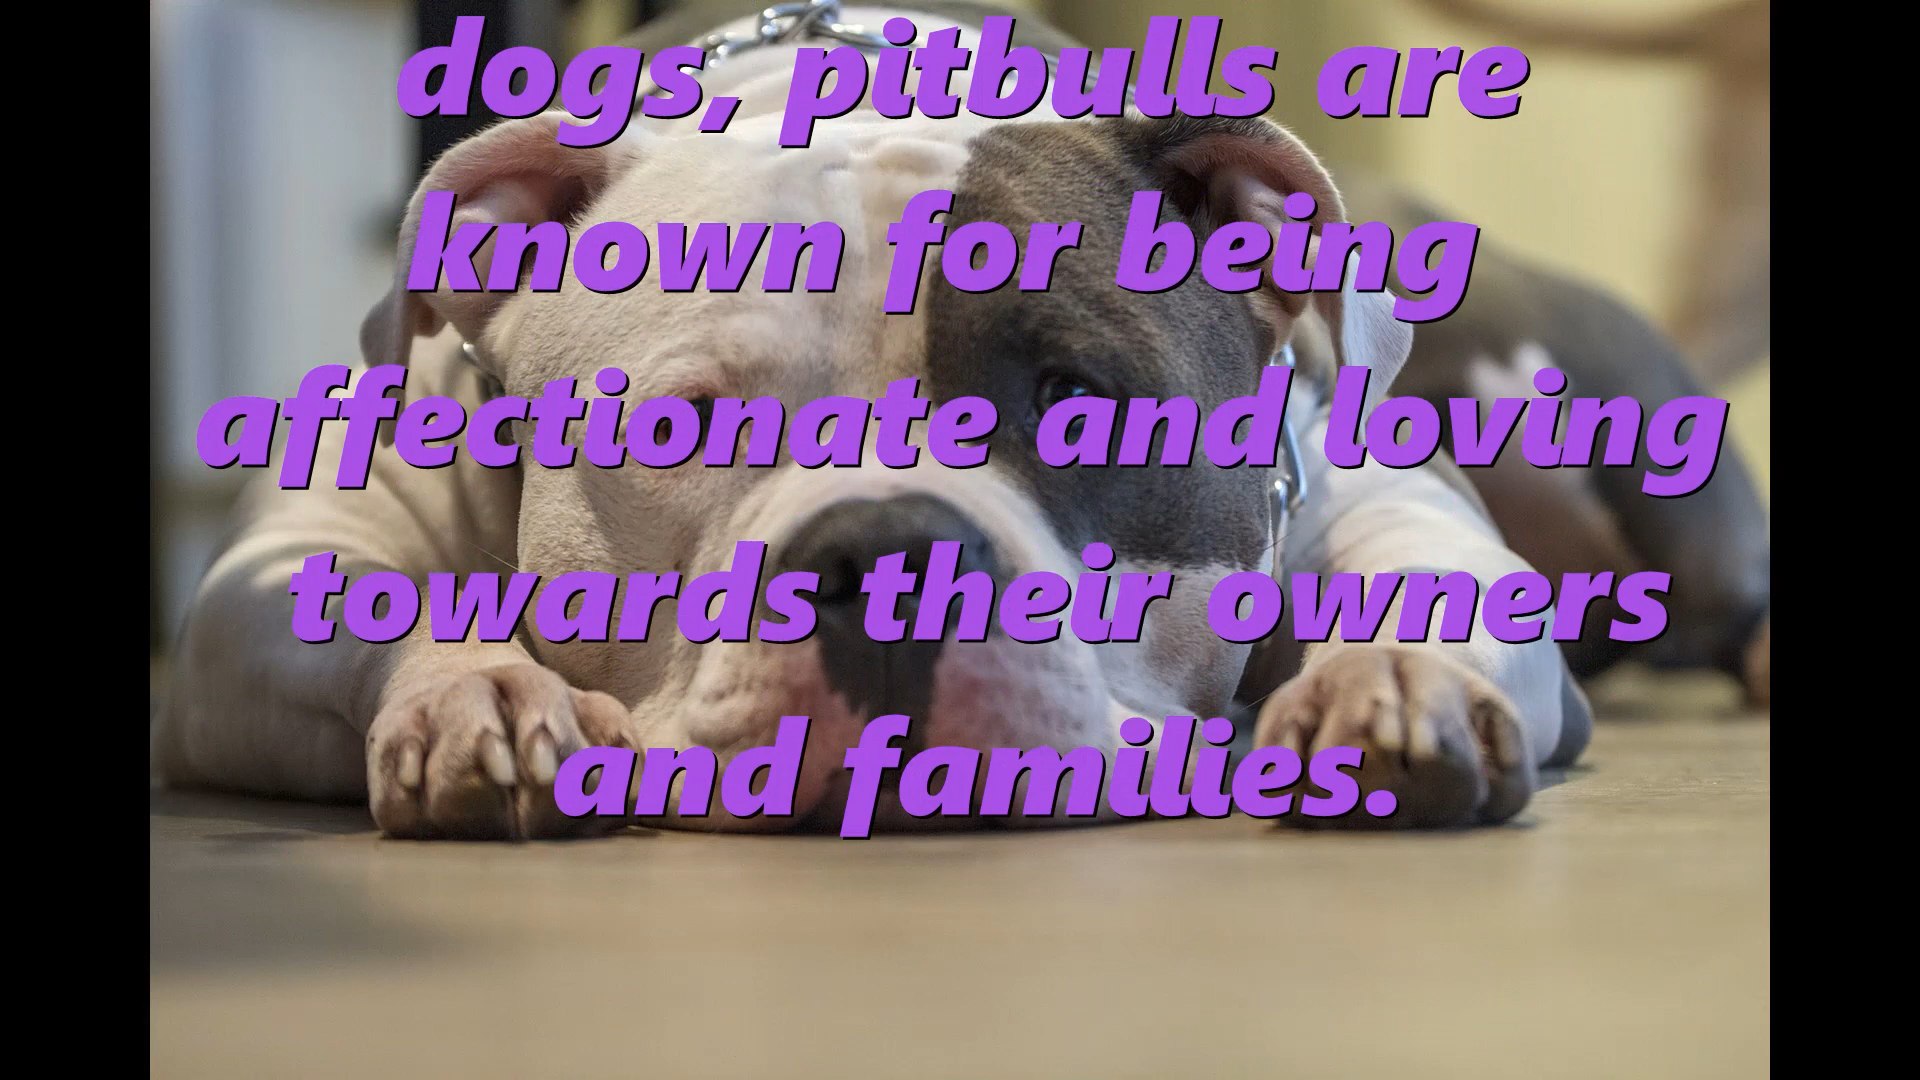 dogs, pitbulls are
known for being
affectionate and loving
towards their owners
and families.